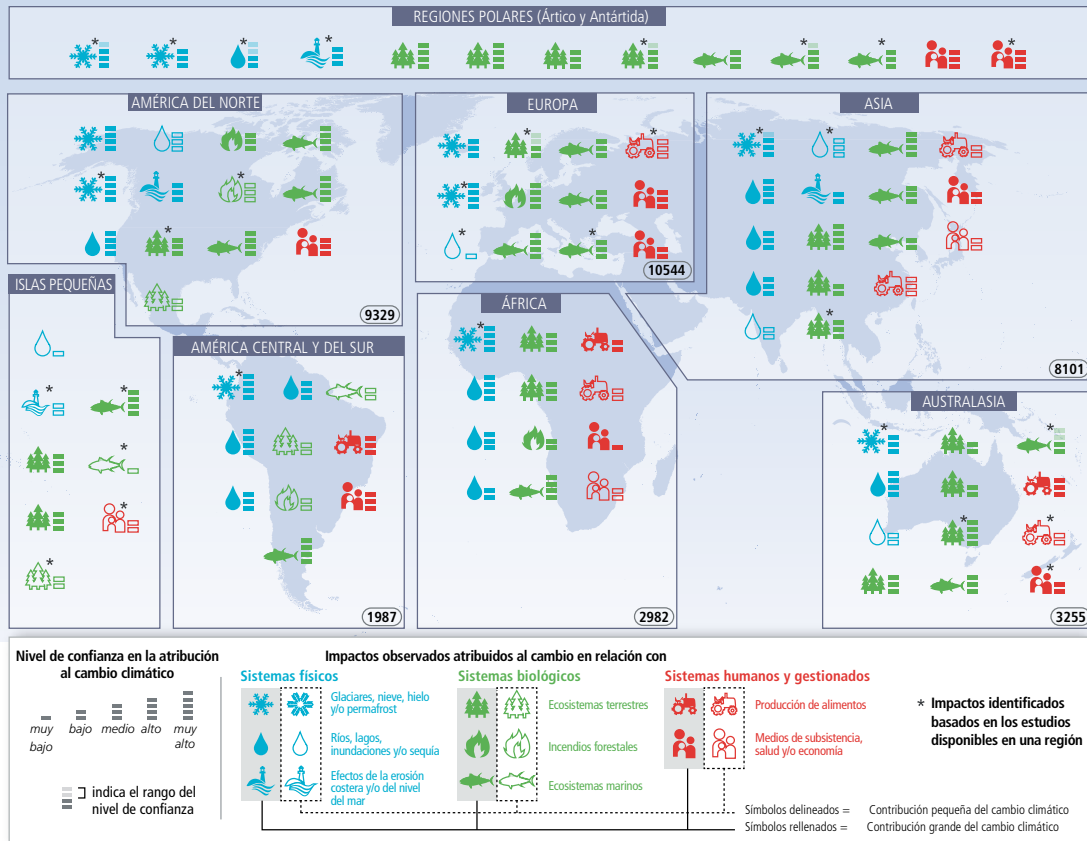 REGIONES POLARES (Ártico y Antártida)
* * * * * * * *
AMÉRICA DEL NORTE
* * *
9329
EUROPA
* * * * * *
10544
ASIA
* * *
8101
ISLAS PEQUEÑAS
* * * * *
AMÉRICA CENTRAL Y DEL SUR
*
1987
ÁFRICA
*
2982
AUSTRALASIA
* * * * *
3255
Nivel de confianza en la atribución
al cambio climático
muy
bajo
bajo
medio
alto
muy
alto
indica el rango del
nivel de confianza
Impactos observados atribuidos al cambio en relación con
Sistemas físicos
Glaciares, nieve, hielo
y/o permafrost
Ríos, lagos,
inundaciones y/o sequía
Efectos de la erosión
costera y/o del nivel
del mar
Sistemas biológicos
Ecosistemas terrestres
Incendios forestales
Ecosistemas marinos
Sistemas humanos y gestionados
Producción de alimentos
Medios de subsistencia,
salud y/o economía
* Impactos identificados
basados en los estudios
disponibles en una región
Símbolos delineados = Contribución pequeña del cambio climático
Símbolos rellenados = Contribución grande del cambio climático